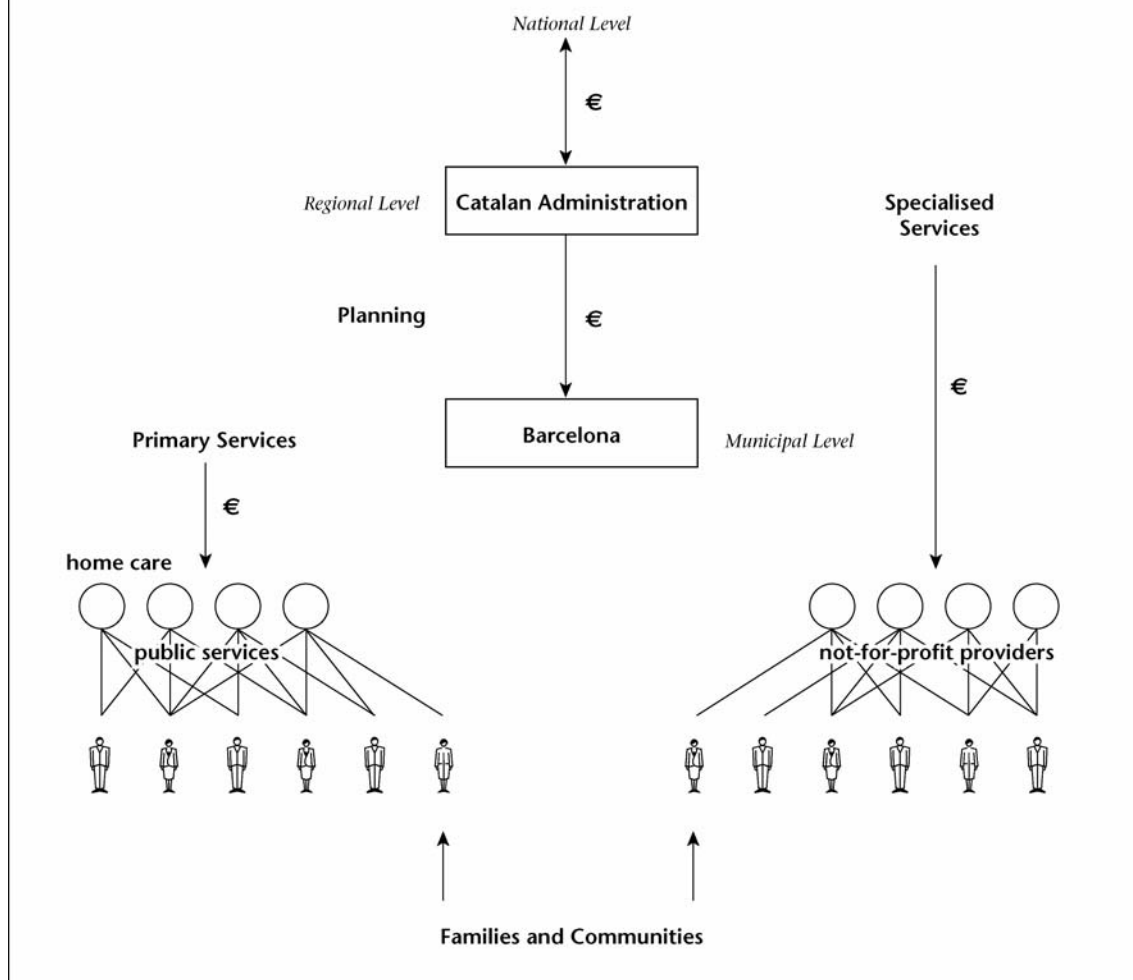 National Level
€
Regional Level
Catalan Administration
Specialised
Services
Planning
€
€
Barcelona
Municipal Level
Primary Services
€
home care
public services
not-for-profit providers
Families and Communities